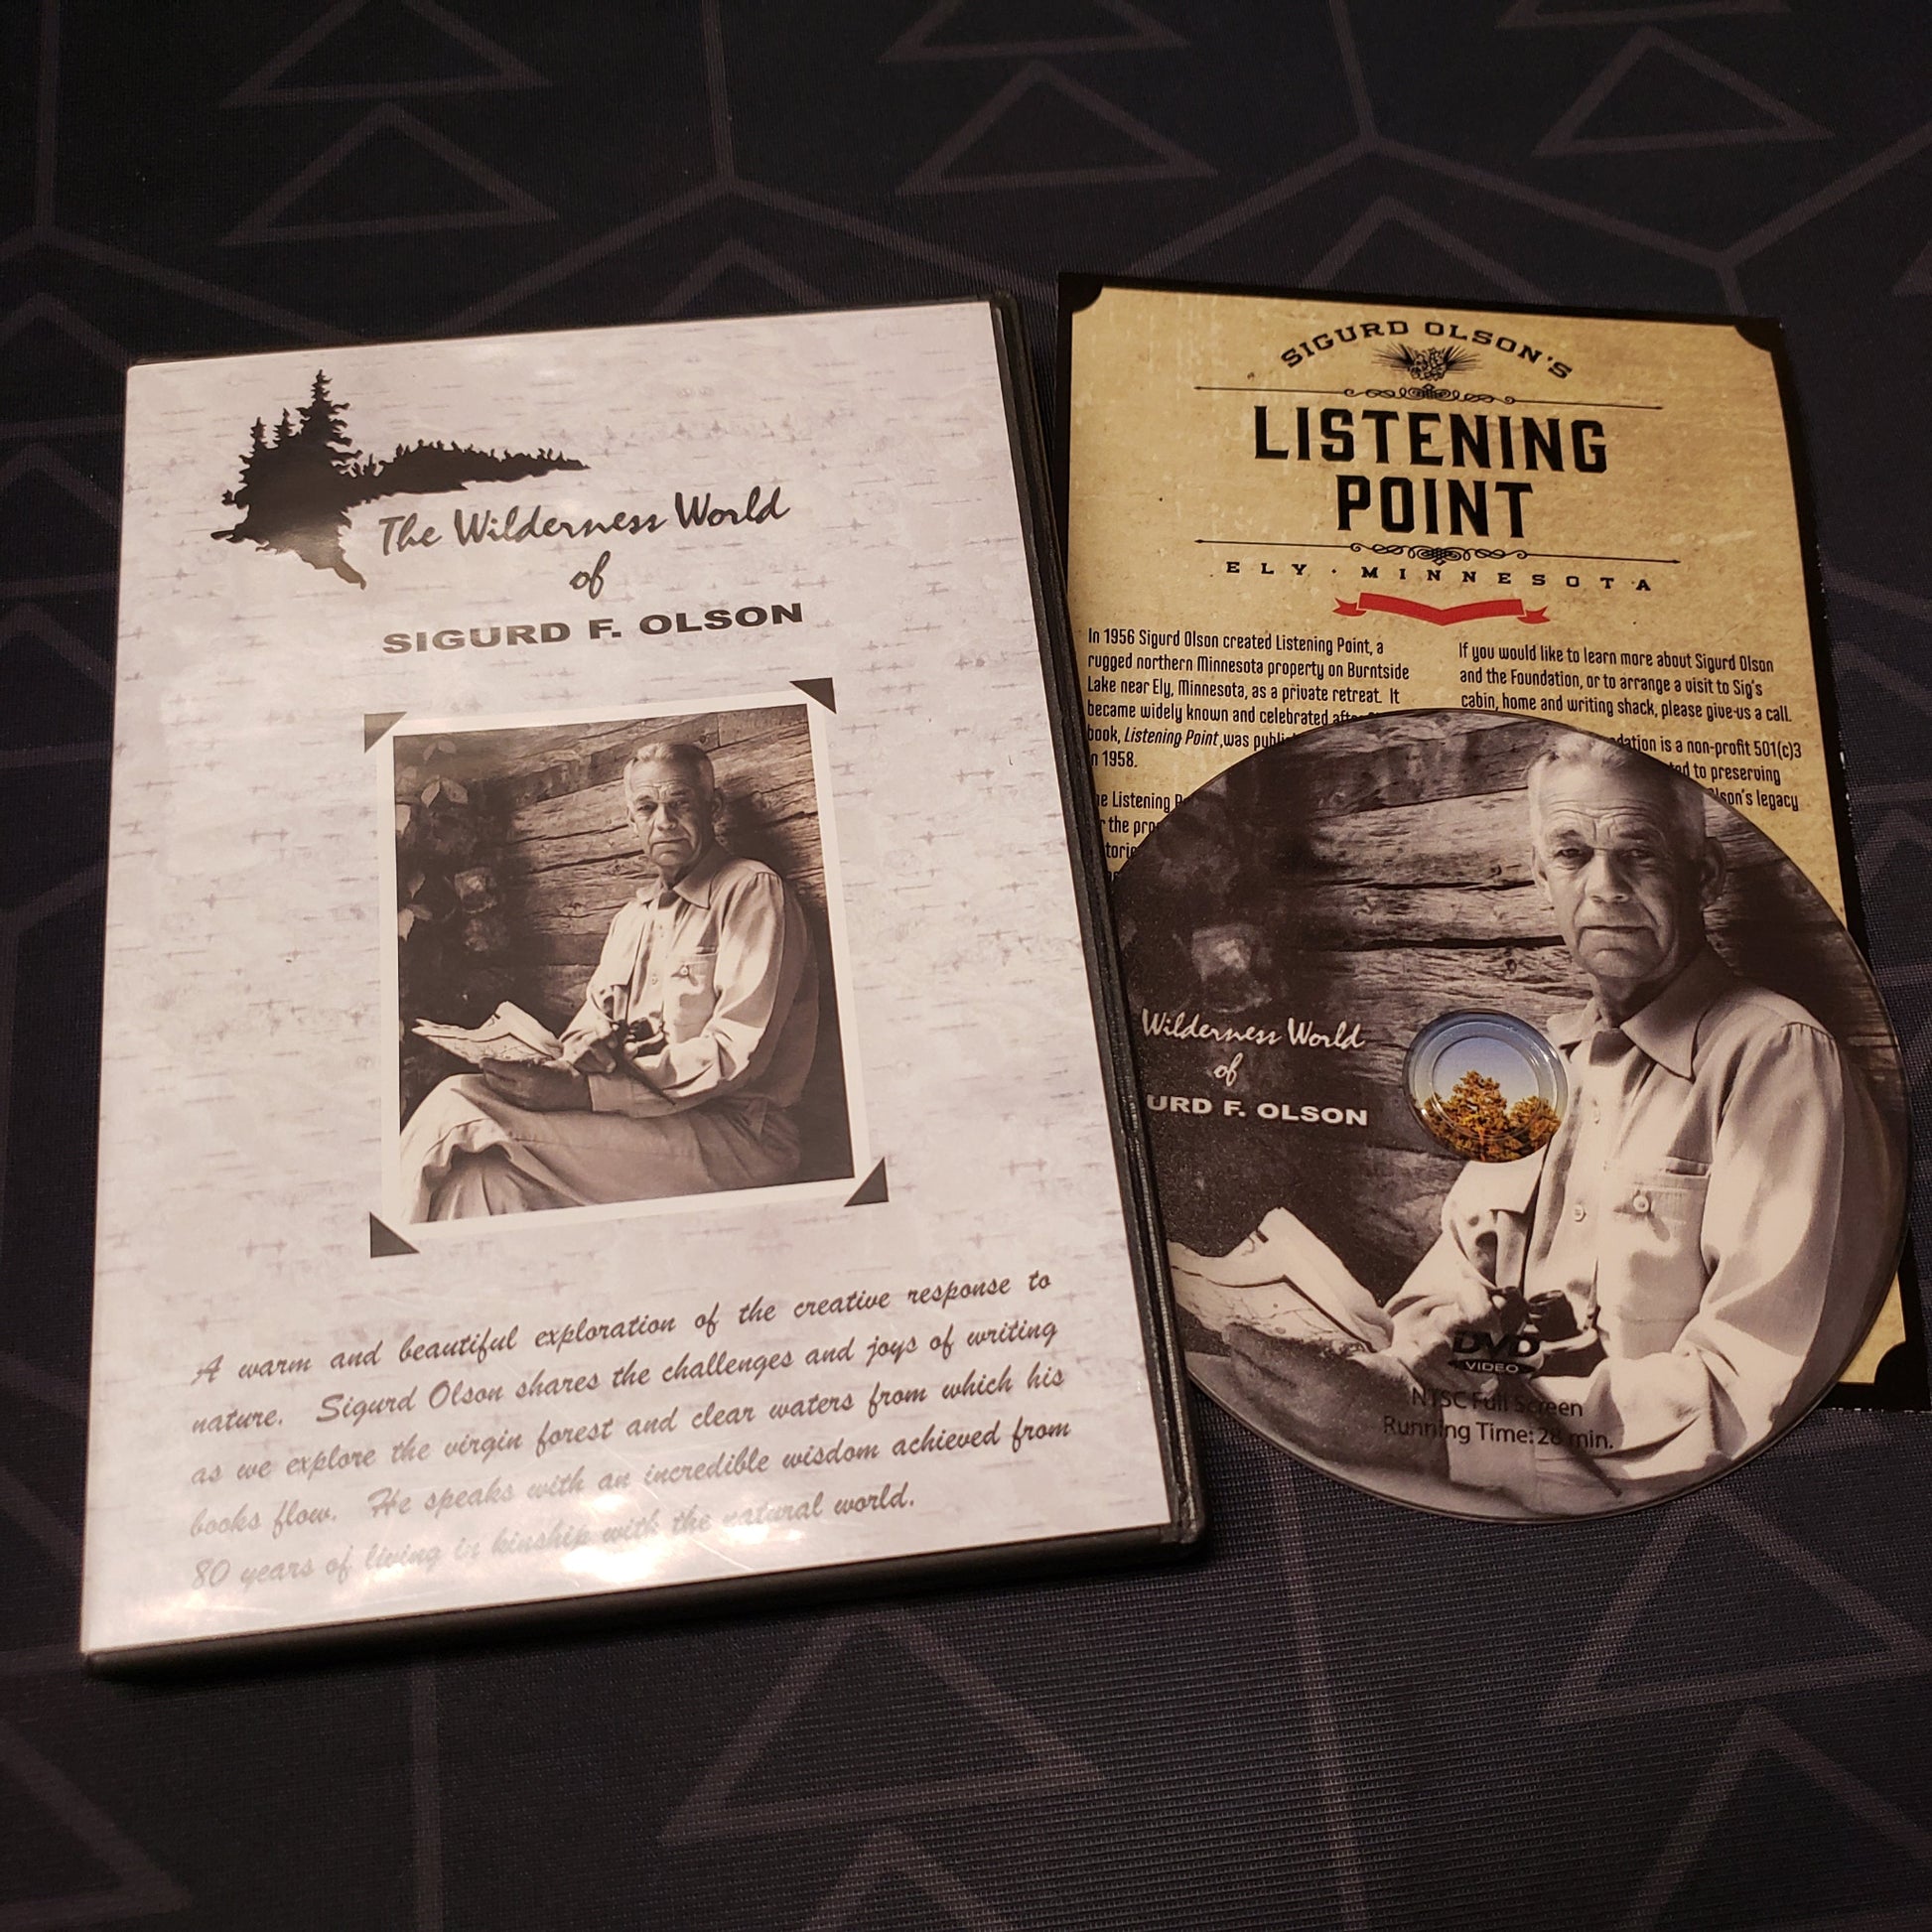 The Wilderness World
of
SIGURD F. OLSON
A warm and beautiful exploration of the creative response to
nature. Sigurd Olson shares the challenges and joys of writing
as we explore the virgin forest and clear waters from which his
books flow. He speaks with an incredible wisdom achieved from
80 years of living in kinship with the natural world.
SIGURD OLSON'S
LISTENING
POINT
ELY · MINNESOTA
In 1956 Sigurd Olson created Listening Point, a
rugged northern Minnesota property on Burntside
Lake near Ely, Minnesota, as a private retreat. It
became widely known and celebrated after
book, Listening Point, was
n 1958.
he Listening
the
If you would like to learn more about Sigurd Olson
and the Foundation, or to arrange a visit to Sig's
cabin, home and writing shack, please give us a call.
dation is a non-profit 501(c)3
ted to preserving
Olson's legacy
Wilderness World
of
URD F. OLSON
DVD
VIDEO
NTSC Full Screen
Running Time: 28 min.